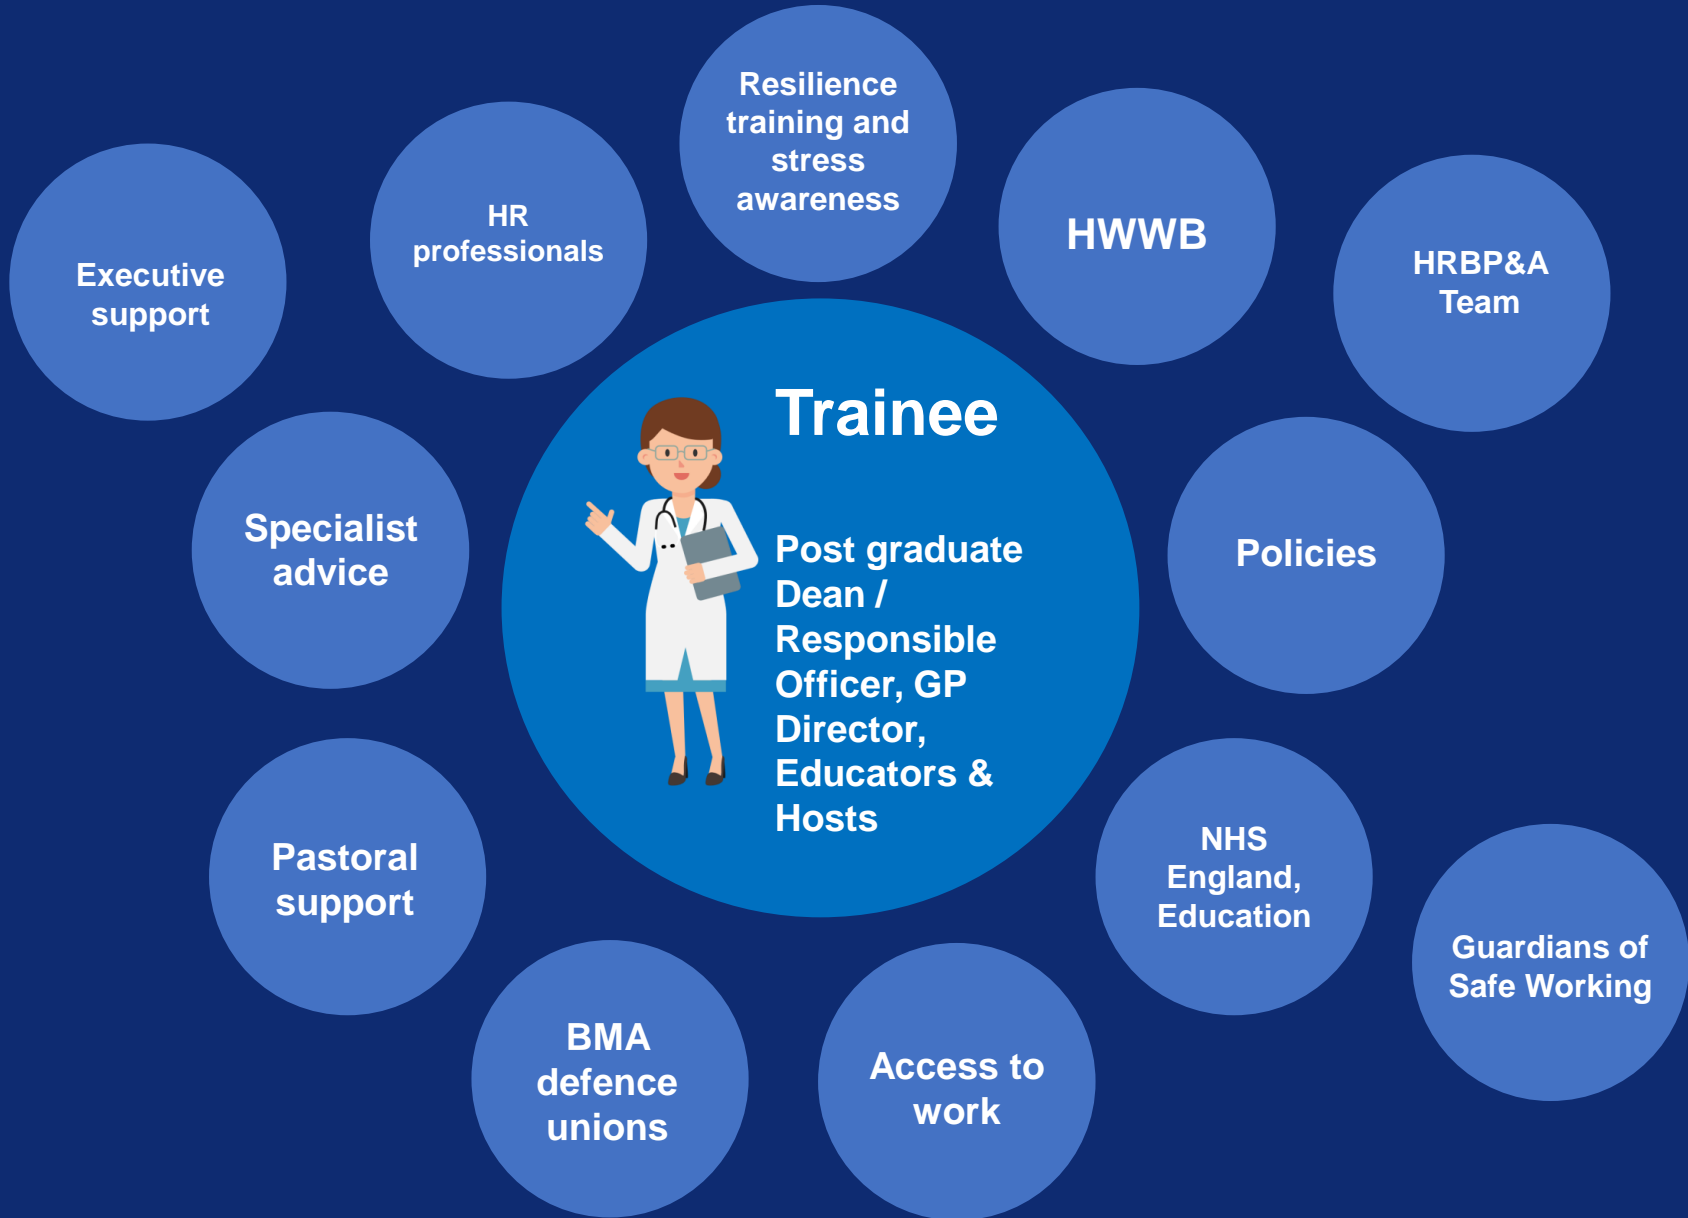 Resilience
training and
stress
awareness
HR
professionals
HWWB
Executive
support
HRBP&A
Team
Trainee
Specialist
advice
Post graduate
Dean /
Responsible
Officer, GP
Director,
Educators &
Hosts
Policies
Pastoral
support
NHS
England,
Education
Guardians of
Safe Working
BMA
defence
unions
Access to
work